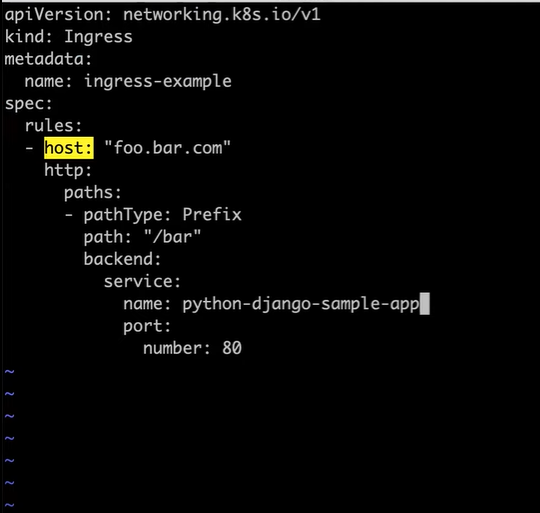 apiVersion: networking.k8s.io/v1
kind: Ingress
metadata:
  name: ingress-example
spec:
  rules:
  - host: "foo.bar.com"
    http:
      paths:
      - pathType: Prefix
        path: "/bar"
        backend:
          service:
            name: python-django-sample-app
            port:
              number: 80
~
~
~
~
~
~
~